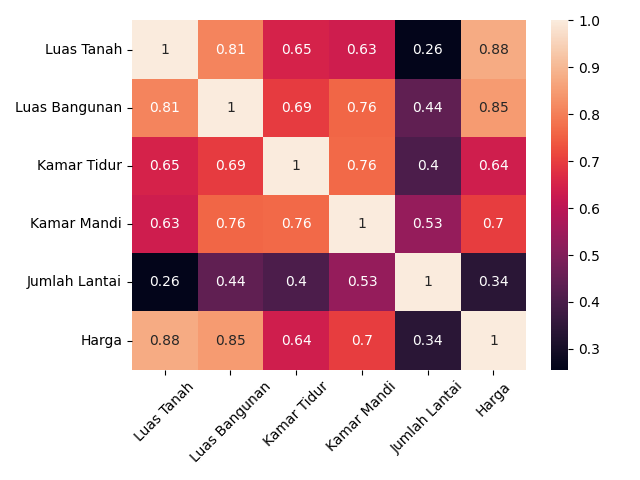 Luas Tanah 1 0.81 0.65 0.63 0.26 0.88
Luas Bangunan 0.81 1 0.69 0.76 0.44 0.85
Kamar Tidur 0.65 0.69 1 0.76 0.4 0.64
Kamar Mandi 0.63 0.76 0.76 1 0.53 0.7
Jumlah Lantai 0.26 0.44 0.4 0.53 1 0.34
Harga 0.88 0.85 0.64 0.7 0.34 1
Luas Tanah Luas Bangunan Kamar Tidur Kamar Mandi Jumlah Lantai Harga
1.0
0.9
0.8
0.7
0.6
0.5
0.4
0.3